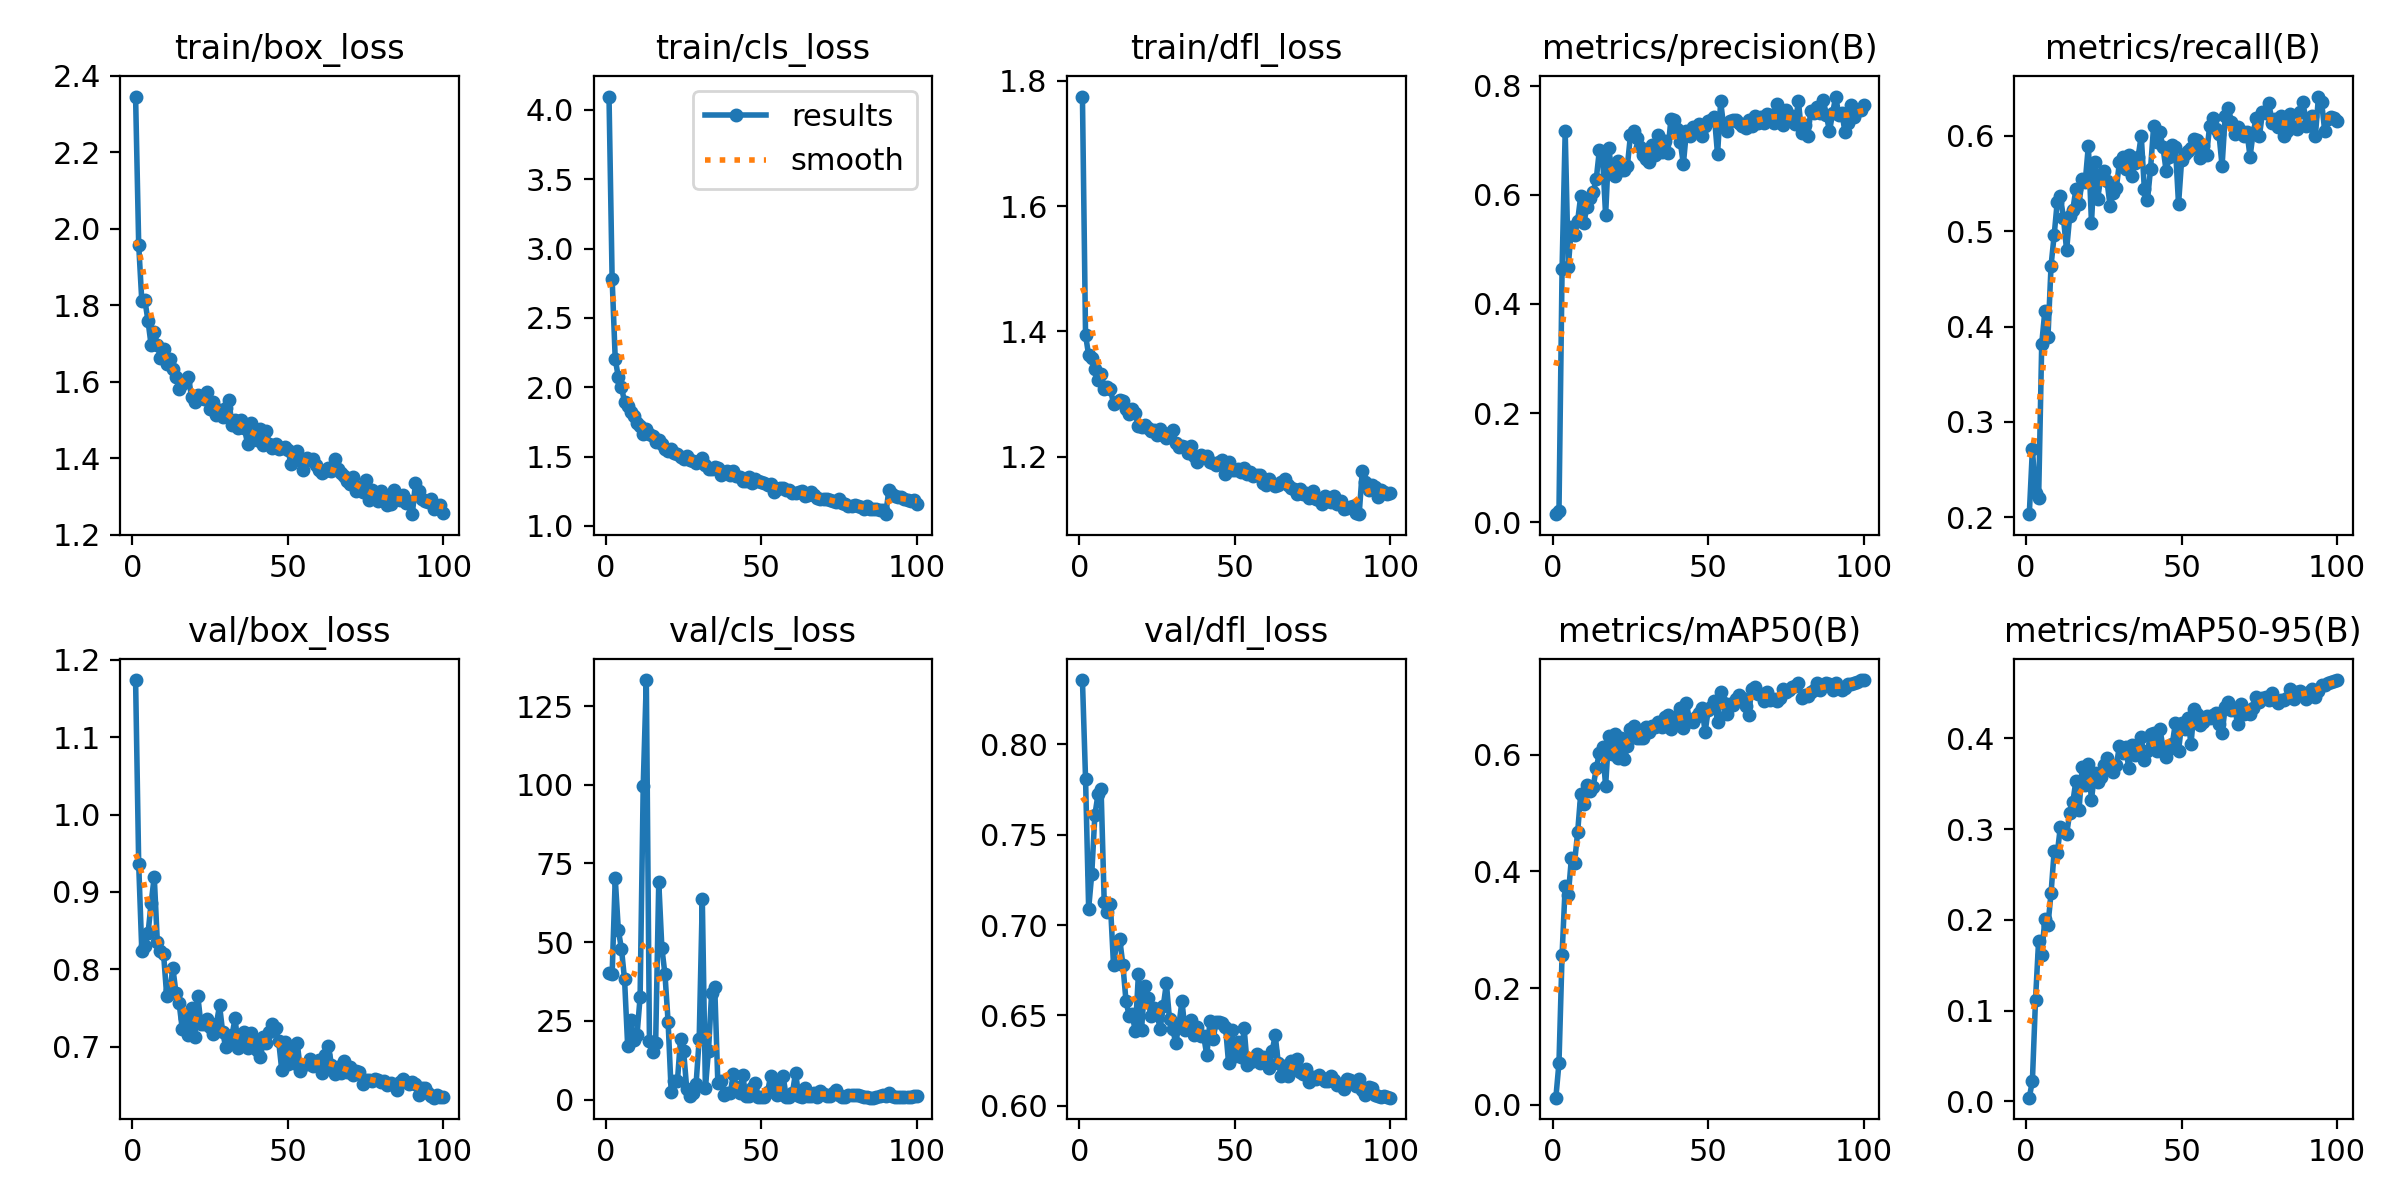 train/box_loss
2.4
2.2
2.0
1.8
1.6
1.4
1.2
0 50 100
train/cls_loss
results
smooth
4.0
3.5
3.0
2.5
2.0
1.5
1.0
0 50 100
train/dfl_loss
1.8
1.6
1.4
1.2
0 50 100
metrics/precision(B)
0.8
0.6
0.4
0.2
0.0
0 50 100
metrics/recall(B)
0.6
0.5
0.4
0.3
0.2
0 50 100
val/box_loss
1.2
1.1
1.0
0.9
0.8
0.7
0 50 100
val/cls_loss
125
100
75
50
25
0
0 50 100
val/dfl_loss
0.80
0.75
0.70
0.65
0.60
0 50 100
metrics/mAP50(B)
0.6
0.4
0.2
0.0
0 50 100
metrics/mAP50-95(B)
0.4
0.3
0.2
0.1
0.0
0 50 100